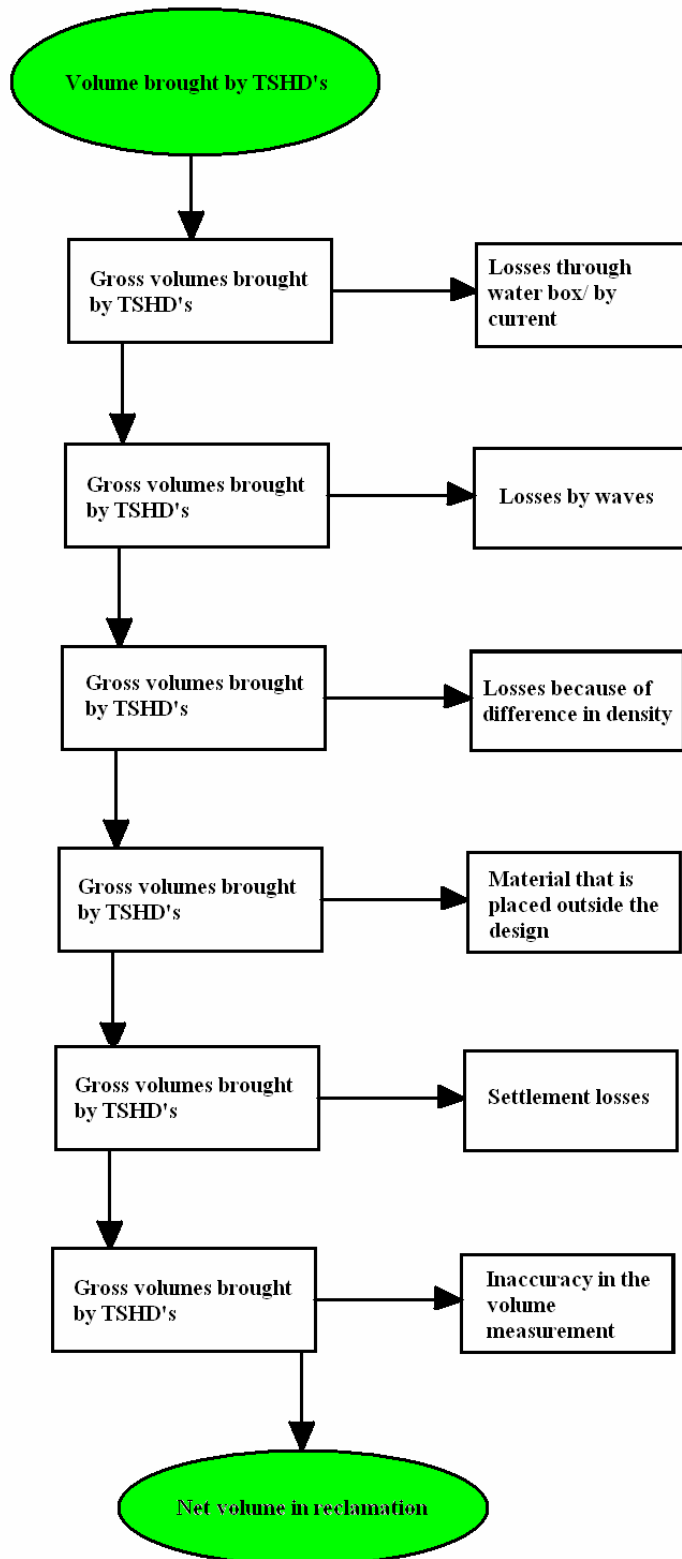 Volume brought by TSHD's
Gross volumes brought
by TSHD's
Losses through
water box/ by
current
Gross volumes brought
by TSHD's
Losses by waves
Gross volumes brought
by TSHD's
Losses because of
difference in density
Gross volumes brought
by TSHD's
Material that is
placed outside the
design
Gross volumes brought
by TSHD's
Settlement losses
Gross volumes brought
by TSHD's
Inaccuracy in the
volume
measurement
Net volume in reclamation